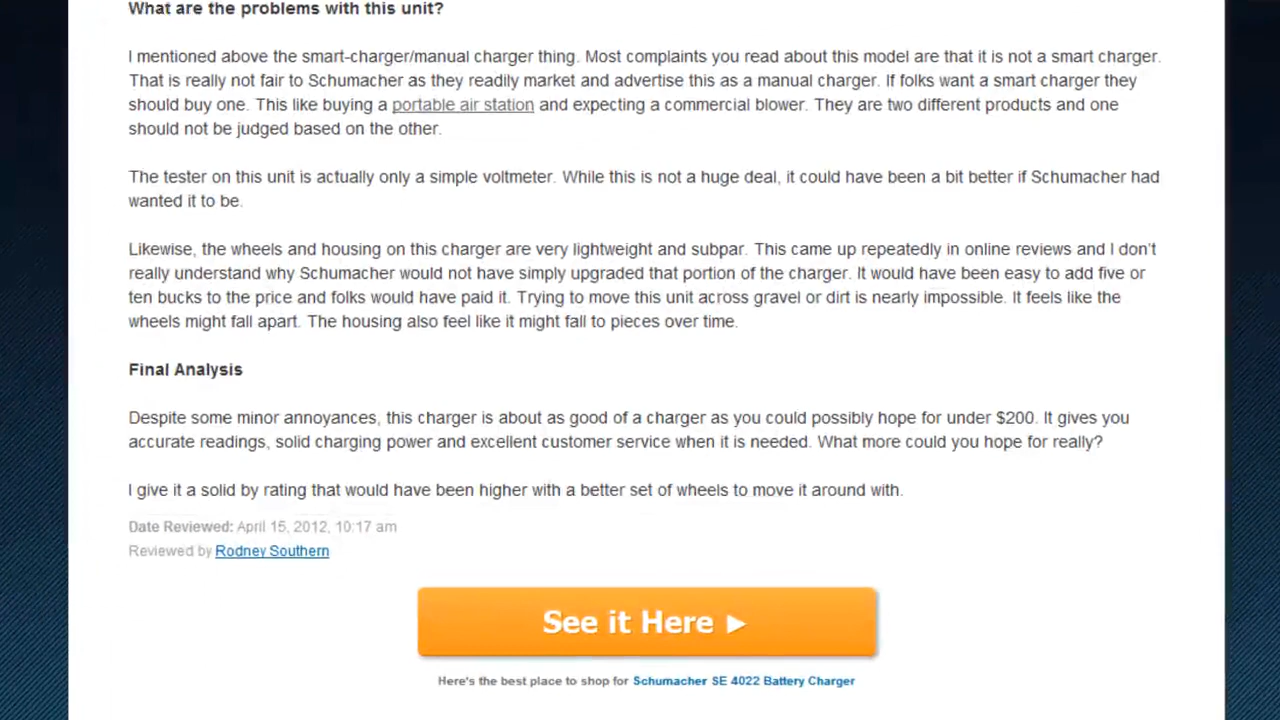 What are the problems with this unit?
I mentioned above the smart-charger/manual charger thing. Most complaints you read about this model are that it is not a smart charger.
That is really not fair to Schumacher as they readily market and advertise this as a manual charger. If folks want a smart charger they
should buy one. This like buying a portable air station and expecting a commercial blower. They are two different products and one
should not be judged based on the other.
The tester on this unit is actually only a simple voltmeter. While this is not a huge deal, it could have been a bit better if Schumacher had
wanted it to be.
Likewise, the wheels and housing on this charger are very lightweight and subpar. This came up repeatedly in online reviews and I don't
really understand why Schumacher would not have simply upgraded that portion of the charger. It would have been easy to add five or
ten bucks to the price and folks would have paid it. Trying to move this unit across gravel or dirt is nearly impossible. It feels like the
wheels might fall apart. The housing also feel like it might fall to pieces over time.
Final Analysis
Despite some minor annoyances, this charger is about as good of a charger as you could possibly hope for under $200. It gives you
accurate readings, solid charging power and excellent customer service when it is needed. What more could you hope for really?
I give it a solid by rating that would have been higher with a better set of wheels to move it around with.
Date Reviewed: April 15, 2012, 10:17 am
Reviewed by Rodney Southern
See it Here ►
Here's the best place to shop for Schumacher SE 4022 Battery Charger